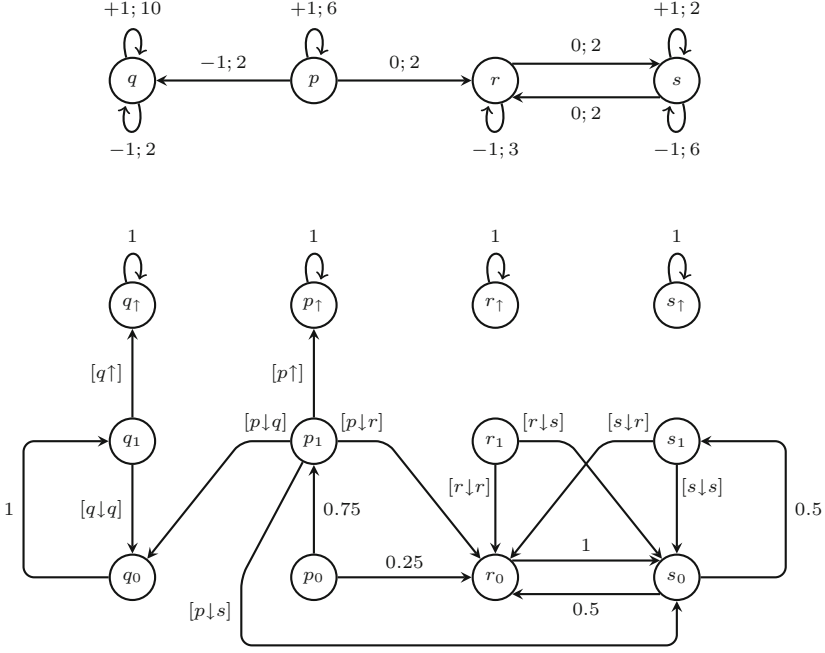 +1; 10 +1; 6 +1; 2
0; 2
−1; 2 0; 2
q p r s
0; 2
−1; 2 −1; 3 −1; 6
1 1 1 1
q↑ p↑ r↑ s↑
[q↑] [p↑]
[p↓q] [p↓r] [r↓s] [s↓r]
q₁ p₁ r₁ s₁
[r↓r] [s↓s]
1 [q↓q] 0.75 0.5
1
0.25
q₀ p₀ r₀ s₀
[p↓s] 0.5